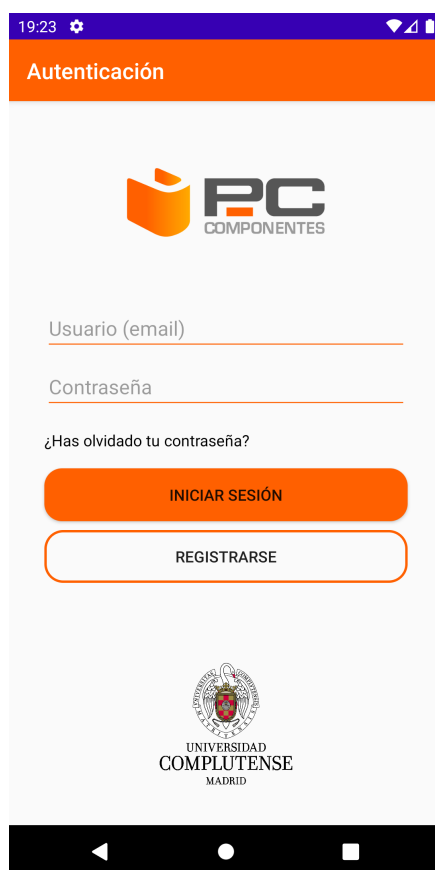 19:23
Autenticación
PC
COMPONENTES
Usuario (email)
Contraseña
¿Has olvidado tu contraseña?
INICIAR SESIÓN
REGISTRARSE
UNIVERSIDAD
COMPLUTENSE
MADRID